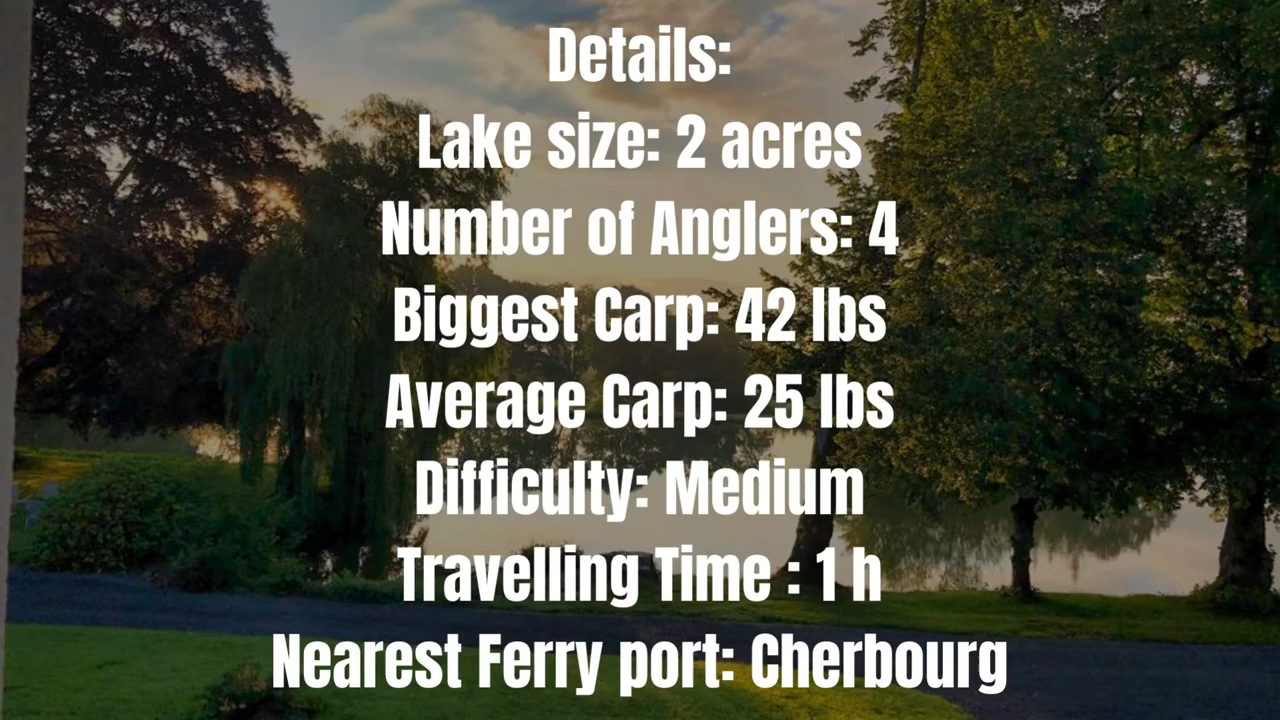 Details:
Lake size: 2 acres
Number of Anglers: 4
Biggest Carp: 42 lbs
Average Carp: 25 lbs
Difficulty: Medium
Travelling Time : 1 h
Nearest Ferry port: Cherbourg